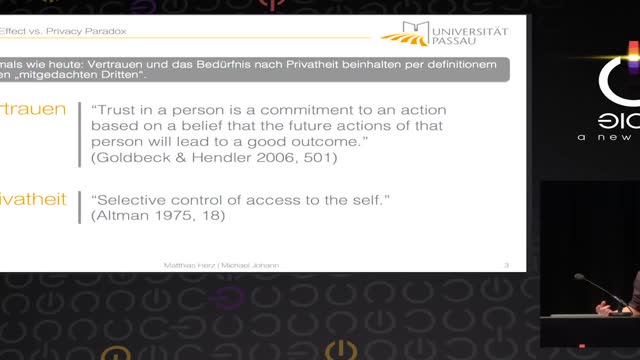 Effect vs. Privacy Paradox
UNIVERSITÄT
PASSAU
mals wie heute: Vertrauen und das Bedürfnis nach Privatheit beinhalten per definitionem
en „mitgedachten Dritten“.
rtrauen
“Trust in a person is a commitment to an action
based on a belief that the future actions of that
person will lead to a good outcome.”
(Goldbeck & Hendler 2006, 501)
ivatheit
“Selective control of access to the self.”
(Altman 1975, 18)
Matthias Herz / Michael Johann
3
a new